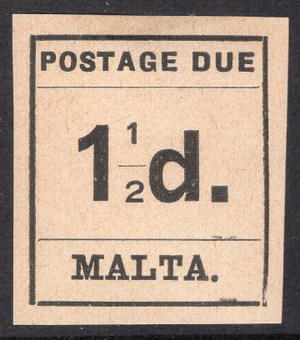 POSTAGE DUE
1½d.
MALTA.